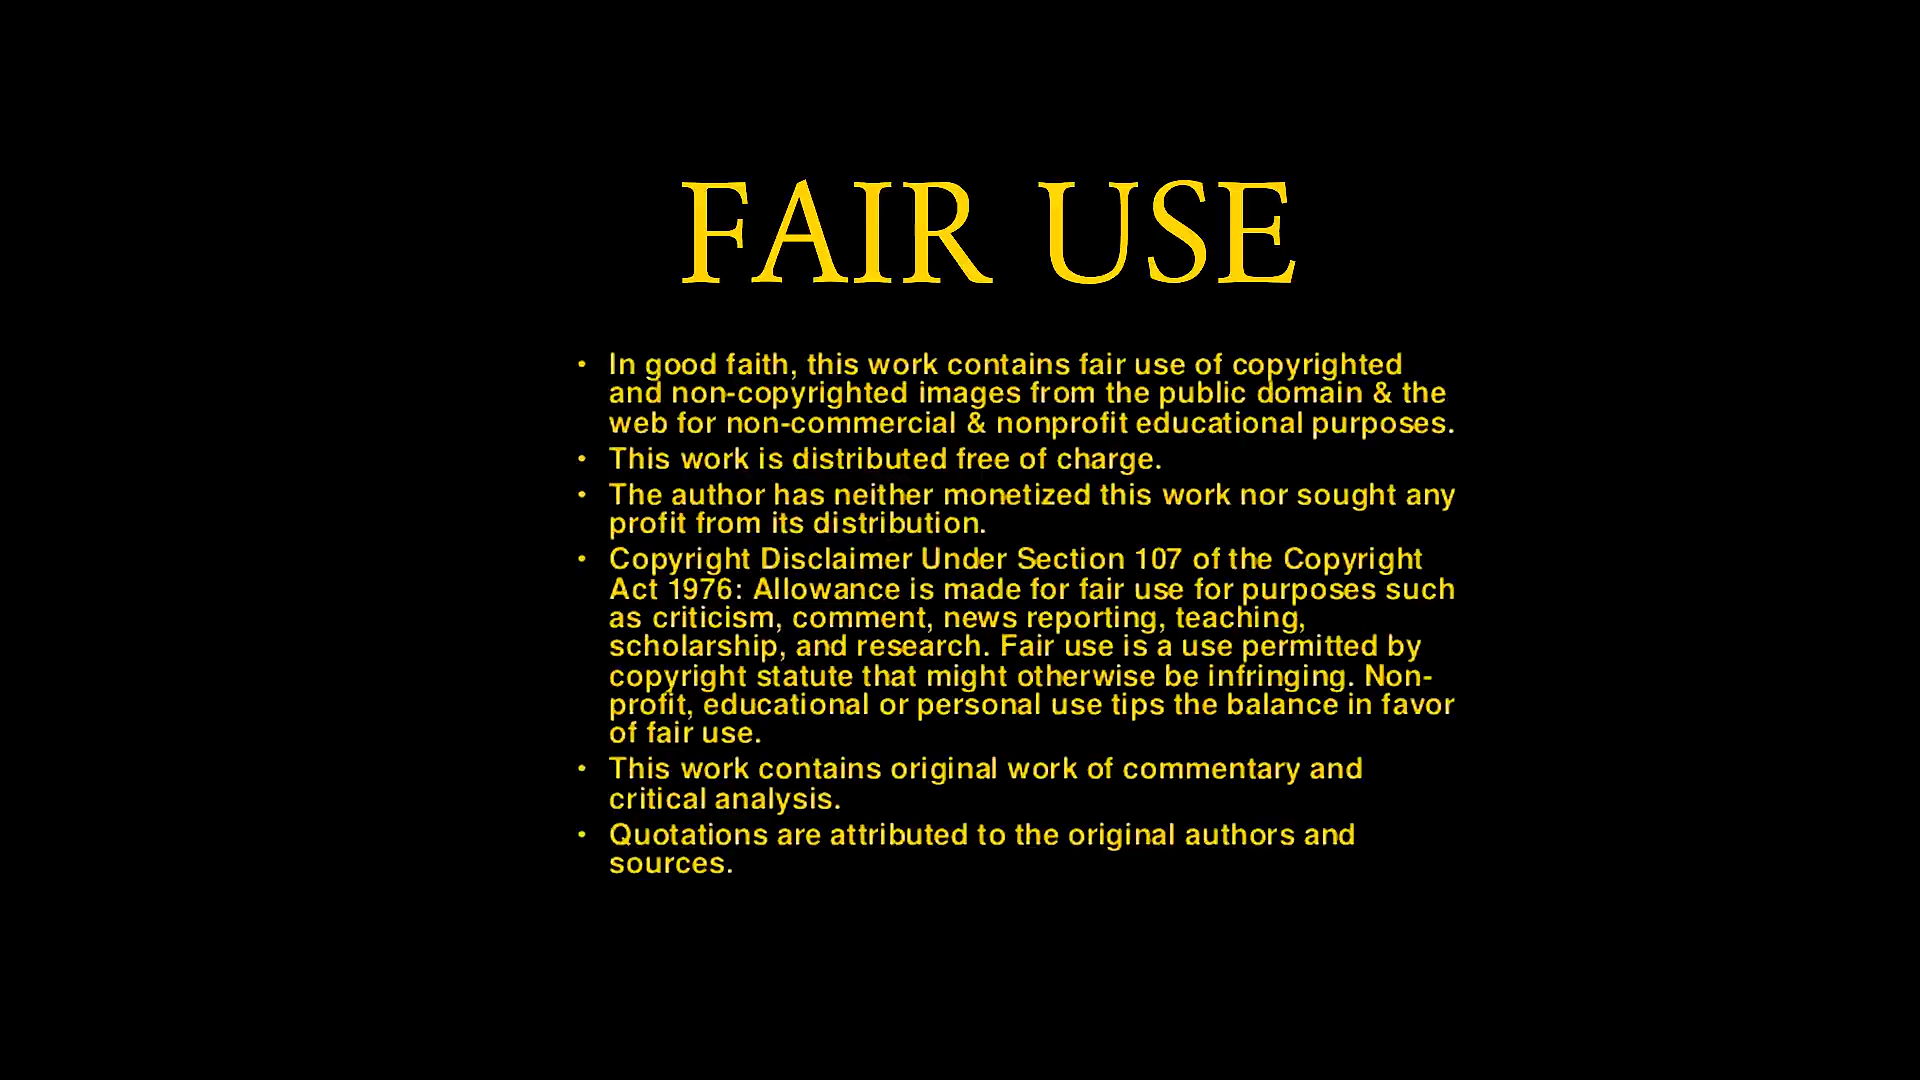 FAIR USE
• In good faith, this work contains fair use of copyrighted
and non-copyrighted images from the public domain & the
web for non-commercial & nonprofit educational purposes.
• This work is distributed free of charge.
• The author has neither monetized this work nor sought any
profit from its distribution.
• Copyright Disclaimer Under Section 107 of the Copyright
Act 1976: Allowance is made for fair use for purposes such
as criticism, comment, news reporting, teaching,
scholarship, and research. Fair use is a use permitted by
copyright statute that might otherwise be infringing. Non-
profit, educational or personal use tips the balance in favor
of fair use.
• This work contains original work of commentary and
critical analysis.
• Quotations are attributed to the original authors and
sources.